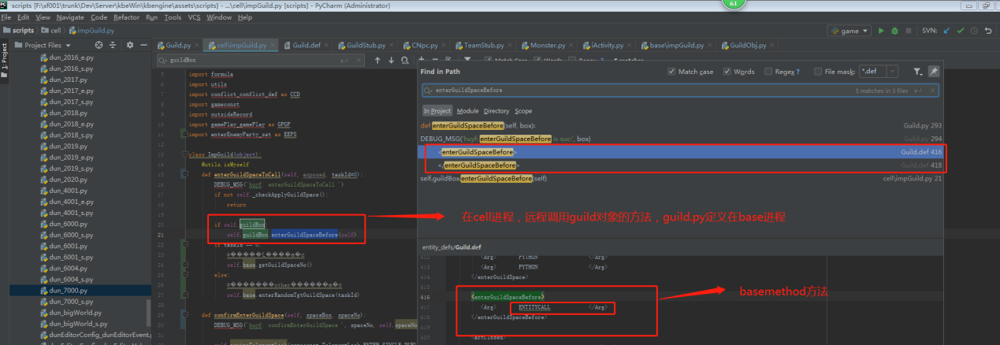 scripts [F:\xf001\trunk\Dev\Server\kbeWin\kbengine\assets\scripts] - ...\cell\impGuild.py [scripts] - PyCharm (Administrator)
61
File Edit View Navigate Code Refactor Run Tools VCS Window Help
scripts cell impGuild.py
game SVN:
Project Files
Guild.py cell\impGuild.py Guild.def GuildStub.py CNpc.py TeamStub.py Monster.py iActivity.py base\impGuild.py GuildObj.py
1: Project
guildBox
dun_2016_e.py
dun_2016_s.py
dun_2017.py
dun_2017_e.py
dun_2017_s.py
dun_2018.py
dun_2018_e.py
dun_2018_s.py
dun_2019.py
dun_2019_e.py
dun_2019_s.py
dun_2020.py
dun_4001.py
dun_4001_e.py
dun_4001_s.py
dun_6000.py
dun_6000_s.py
dun_6001.py
dun_6001_s.py
dun_6004.py
dun_6004_s.py
dun_7000.py
dun_7000_s.py
dun_bigWorld.py
dun_bigWorld_s.py
dunEditorConfig_dunEditorEvent.p
5 import formula
6 import utils
7 import conflict_conflict_def as CCD
8 import gameconst
9 import outsideRecord
10 import gamePlay_gamePlay as GPGP
11 import enterEnemyParty_set as EEPS
12
13 class ImpGuild(object):
14 @utils.isMyself
15 def enterGuildSpaceToCell(self, exposed, taskId=0):
16 DEBUG_MSG(`huyf: enterGuildSpaceToCell `)
17 if not self._checkApplyGuildSpace():
18 return
19
20 if self.guildBox:
21 self.guildBox.enterGuildSpaceBefore(self)
22 if taskId == 0:
24 self.base.getGuildSpaceNo()
25 else:
27 self.base.enterRandomTgtGuildSpace(taskId)
28
29 def confirmEnterGuildSpace(self, spaceBox, spaceNo):
30 DEBUG_MSG(`huyf: confirmEnterGuildSpace `, spaceNo, self.spaceNo
Find in Path
Match case Words Regex ? File mask: *.def
enterGuildSpaceBefore
5 matches in 3 files
In Project Module Directory Scope
def enterGuildSpaceBefore(self, box): Guild.py 293
DEBUG_MSG('huyf: enterGuildSpaceBefore is suc:', box) Guild.py 294
<enterGuildSpaceBefore> Guild.def 416
</enterGuildSpaceBefore> Guild.def 418
self.guildBox.enterGuildSpaceBefore(self) cell\impGuild.py 21
在cell进程，远程调用guild对象的方法，guild.py定义在base进程
entity_defs/Guild.def
412 <Arg> PYTHON </Arg>
413 <Arg> PYTHON </Arg>
414 </enterGuildSpace>
415
416 <enterGuildSpaceBefore>
417 <Arg> ENTITYCALL </Arg>
418 </enterGuildSpaceBefore>
419
420 <actClosed>
basemethod方法